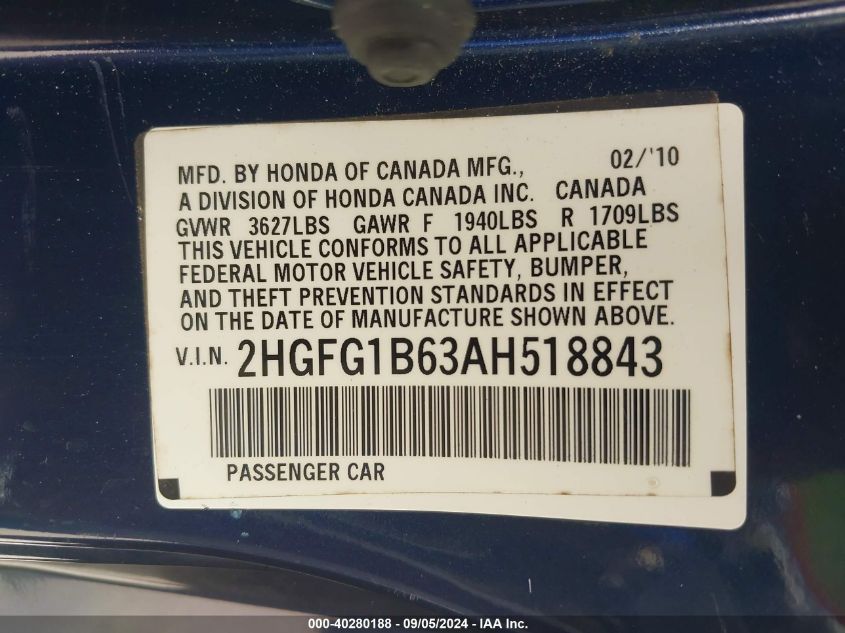 MFD. BY HONDA OF CANADA MFG., 02/'10
A DIVISION OF HONDA CANADA INC. CANADA
GVWR 3627LBS GAWR F 1940LBS R 1709LBS
THIS VEHICLE CONFORMS TO ALL APPLICABLE
FEDERAL MOTOR VEHICLE SAFETY, BUMPER,
AND THEFT PREVENTION STANDARDS IN EFFECT
ON THE DATE OF MANUFACTURE SHOWN ABOVE.
V.I.N. 2HGFG1B63AH518843
PASSENGER CAR
000-40280188 - 09/05/2024 - IAA Inc.